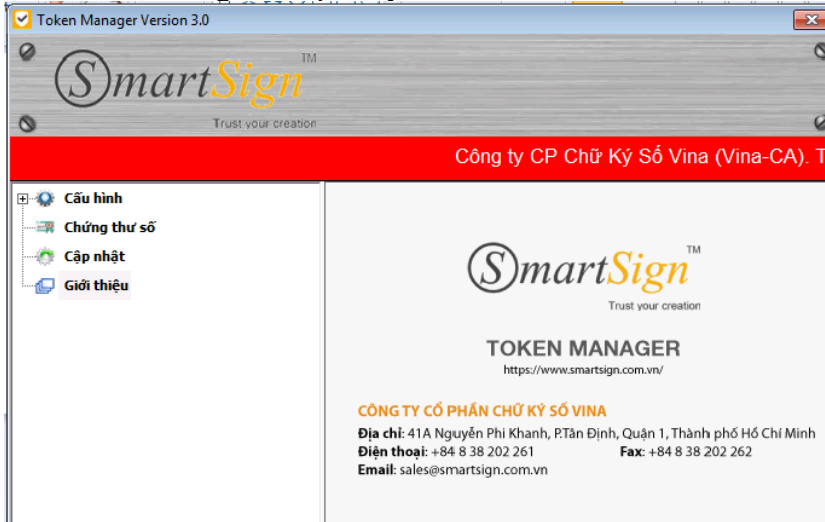 Token Manager Version 3.0
SmartSign™
Trust your creation
Công ty CP Chữ Ký Số Vina (Vina-CA). T
Cấu hình
Chứng thư số
Cập nhật
Giới thiệu
SmartSign™
Trust your creation
TOKEN MANAGER
https://www.smartsign.com.vn/
CÔNG TY CỔ PHẦN CHỮ KÝ SỐ VINA
Địa chỉ: 41A Nguyễn Phi Khanh, P.Tân Định, Quận 1, Thành phố Hồ Chí Minh
Điện thoại: +84 8 38 202 261 Fax: +84 8 38 202 262
Email: sales@smartsign.com.vn